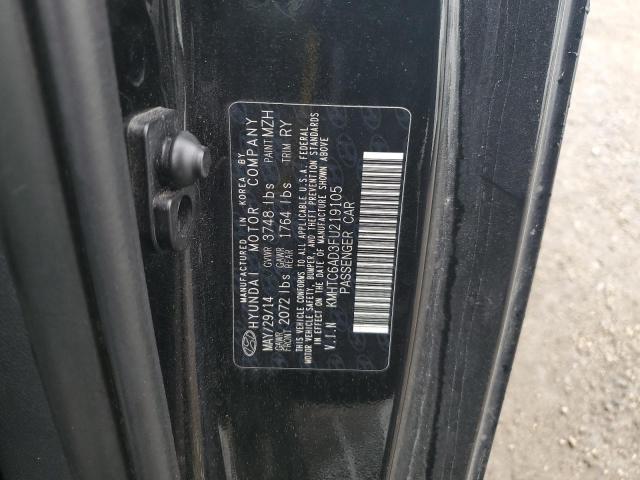 MANUFACTURED IN KOREA BY
HYUNDAI MOTOR COMPANY
MAY/29/14 GVWR 3748 lbs PAINT MZH
GAWR FRONT 2072 lbs GAWR REAR 1764 lbs TRIM RY
THIS VEHICLE CONFORMS TO ALL APPLICABLE U.S.A. FEDERAL
MOTOR VEHICLE SAFETY, BUMPER, AND THEFT PREVENTION STANDARDS
IN EFFECT ON THE DATE OF MANUFACTURE SHOWN ABOVE
V.I.N KMHTC6AD3FU219105
PASSENGER CAR